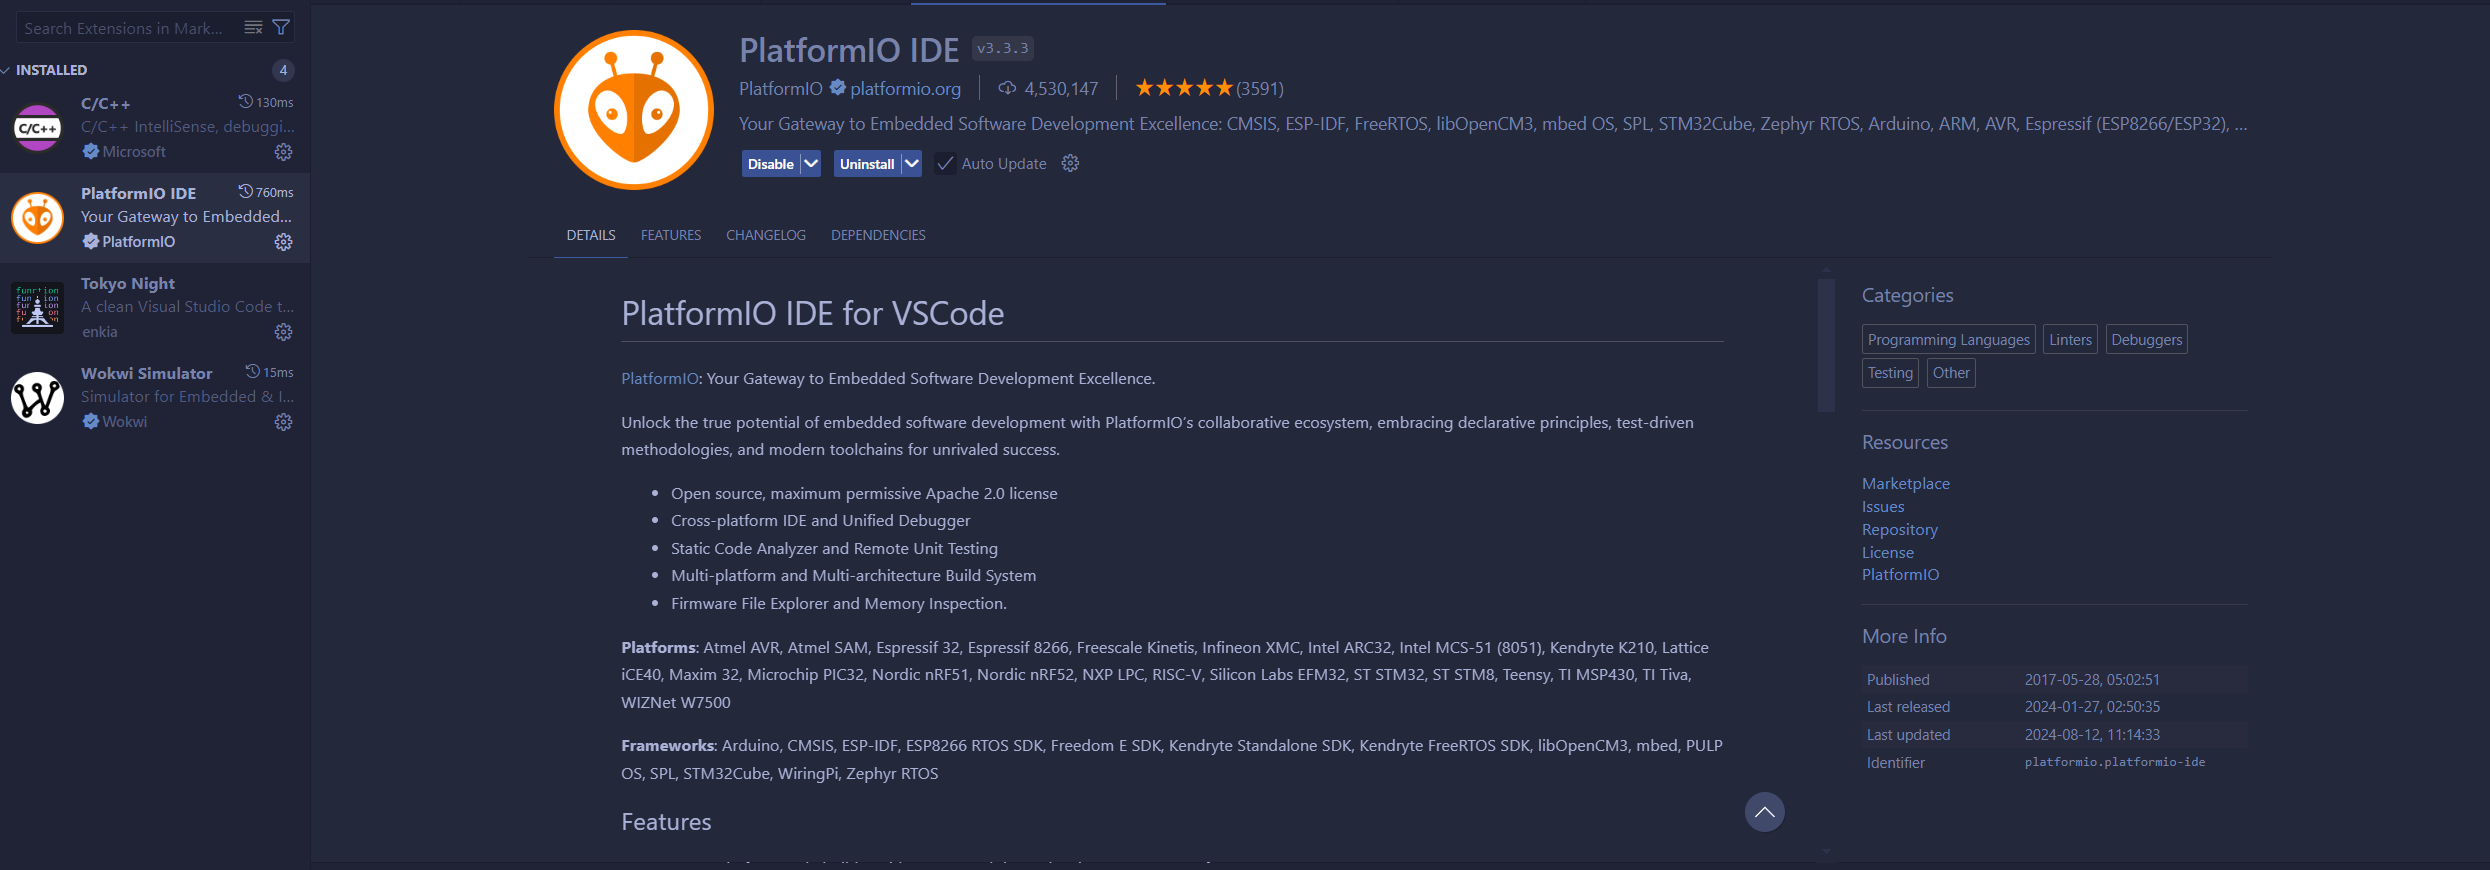 Search Extensions in Mark...
INSTALLED
4
C/C++
C/C++
130ms
C/C++ IntelliSense, debuggi...
Microsoft
PlatformIO IDE
760ms
Your Gateway to Embedded...
PlatformIO
Tokyo Night
A clean Visual Studio Code t...
enkia
Wokwi Simulator
15ms
Simulator for Embedded & I...
Wokwi
PlatformIO IDE
v3.3.3
PlatformIO
platformio.org
4,530,147
(3591)
Your Gateway to Embedded Software Development Excellence: CMSIS, ESP-IDF, FreeRTOS, libOpenCM3, mbed OS, SPL, STM32Cube, Zephyr RTOS, Arduino, ARM, AVR, Espressif (ESP8266/ESP32), ...
Disable
Uninstall
Auto Update
DETAILS
FEATURES
CHANGELOG
DEPENDENCIES
PlatformIO IDE for VSCode
PlatformIO: Your Gateway to Embedded Software Development Excellence.
Unlock the true potential of embedded software development with PlatformIO’s collaborative ecosystem, embracing declarative principles, test-driven
methodologies, and modern toolchains for unrivaled success.
• Open source, maximum permissive Apache 2.0 license
• Cross-platform IDE and Unified Debugger
• Static Code Analyzer and Remote Unit Testing
• Multi-platform and Multi-architecture Build System
• Firmware File Explorer and Memory Inspection.
Platforms: Atmel AVR, Atmel SAM, Espressif 32, Espressif 8266, Freescale Kinetis, Infineon XMC, Intel ARC32, Intel MCS-51 (8051), Kendryte K210, Lattice
iCE40, Maxim 32, Microchip PIC32, Nordic nRF51, Nordic nRF52, NXP LPC, RISC-V, Silicon Labs EFM32, ST STM32, ST STM8, Teensy, TI MSP430, TI Tiva,
WIZNet W7500
Frameworks: Arduino, CMSIS, ESP-IDF, ESP8266 RTOS SDK, Freedom E SDK, Kendryte Standalone SDK, Kendryte FreeRTOS SDK, libOpenCM3, mbed, PULP
OS, SPL, STM32Cube, WiringPi, Zephyr RTOS
Features
Categories
Programming Languages
Linters
Debuggers
Testing
Other
Resources
Marketplace
Issues
Repository
License
PlatformIO
More Info
Published 2017-05-28, 05:02:51
Last released 2024-01-27, 02:50:35
Last updated 2024-08-12, 11:14:33
Identifier platformio.platformio-ide